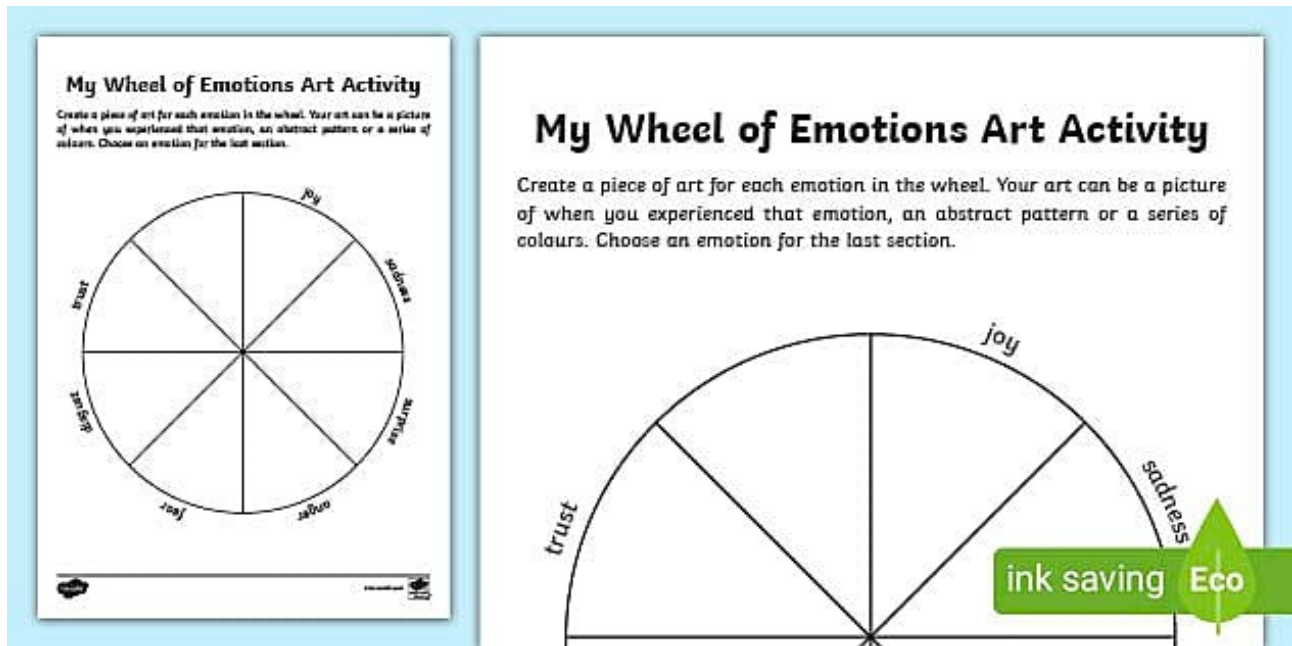 My Wheel of Emotions Art Activity
Create a piece of art for each emotion in the wheel. Your art can be a picture
of when you experienced that emotion, an abstract pattern or a series of
colours. Choose an emotion for the last section.
joy
sadness
surprise
anger
fear
disgust
trust
My Wheel of Emotions Art Activity
Create a piece of art for each emotion in the wheel. Your art can be a picture
of when you experienced that emotion, an abstract pattern or a series of
colours. Choose an emotion for the last section.
joy
trust
sadness
ink saving Eco